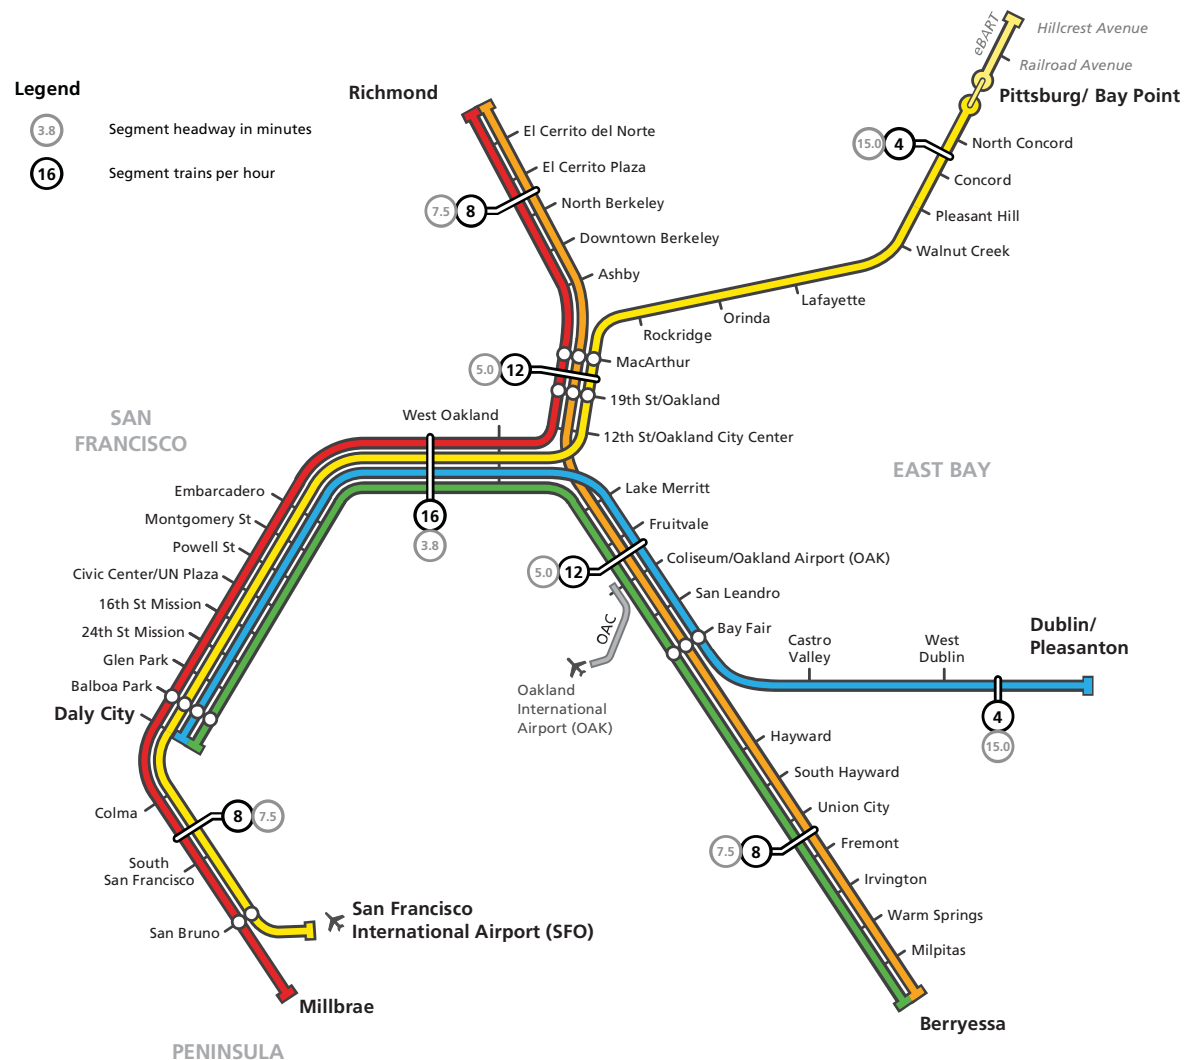 Legend
3.8
Segment headway in minutes
16
Segment trains per hour
Richmond
El Cerrito del Norte
El Cerrito Plaza
7.5
8
North Berkeley
Downtown Berkeley
Ashby
eBART
Hillcrest Avenue
Railroad Avenue
Pittsburg/ Bay Point
15.0
4
North Concord
Concord
Pleasant Hill
Walnut Creek
Lafayette
Orinda
Rockridge
5.0
12
MacArthur
19th St/Oakland
12th St/Oakland City Center
West Oakland
SAN
FRANCISCO
EAST BAY
16
3.8
Embarcadero
Montgomery St
Powell St
Civic Center/UN Plaza
16th St Mission
24th St Mission
Glen Park
Balboa Park
Daly City
Lake Merritt
Fruitvale
5.0
12
Coliseum/Oakland Airport (OAK)
San Leandro
Bay Fair
OAC
Oakland
International
Airport (OAK)
Castro
Valley
West
Dublin
Dublin/
Pleasanton
4
15.0
Hayward
South Hayward
Union City
7.5
8
Fremont
Irvington
Warm Springs
Milpitas
Berryessa
Colma
8
7.5
South
San Francisco
San Bruno
San Francisco
International Airport (SFO)
Millbrae
PENINSULA